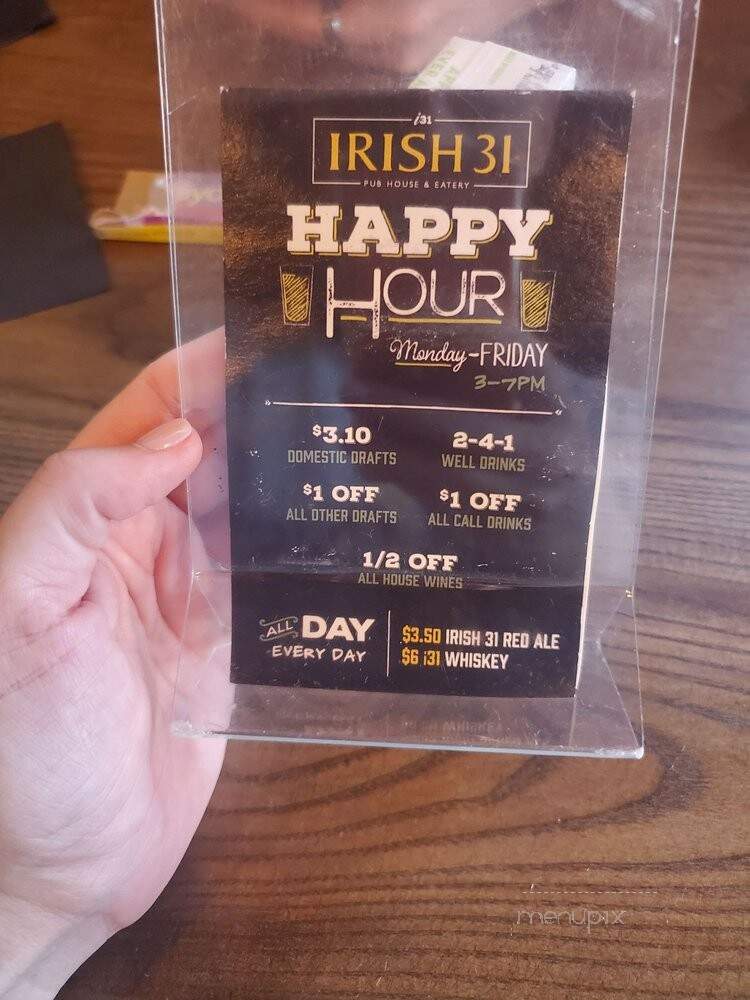 i31
IRISH 31
PUB HOUSE & EATERY
HAPPY
HOUR
Monday-FRIDAY
3-7PM
$3.10
DOMESTIC DRAFTS
2-4-1
WELL DRINKS
$1 OFF
ALL OTHER DRAFTS
$1 OFF
ALL CALL DRINKS
1/2 OFF
ALL HOUSE WINES
ALL DAY
EVERY DAY
$3.50 IRISH 31 RED ALE
$6 i31 WHISKEY
menupix